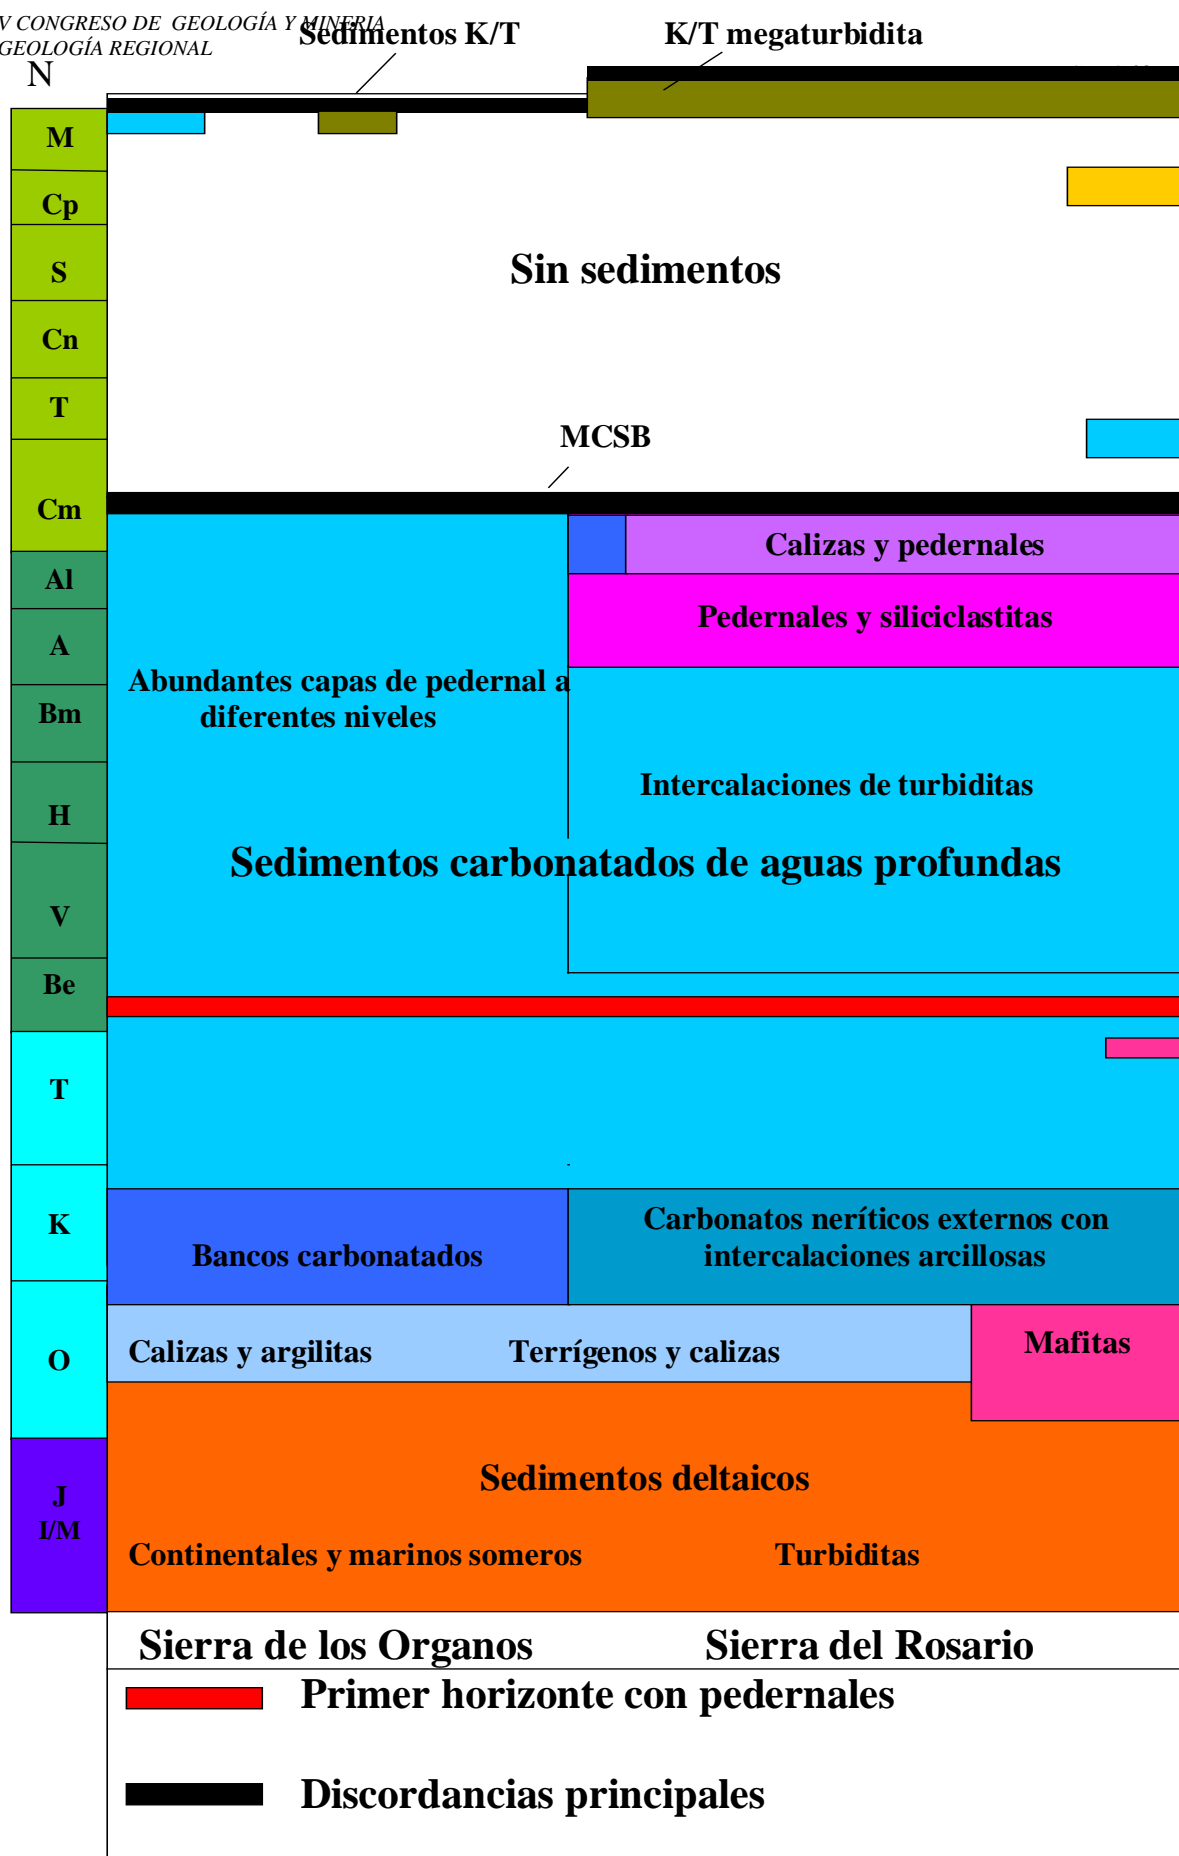 V CONGRESO DE GEOLOGÍA Y MINERIA
GEOLOGÍA REGIONAL
Sedimentos K/T
K/T megaturbidita
N
M
Cp
S
Sin sedimentos
Cn
T
MCSB
Cm
Calizas y pedernales
Al
Pedernales y siliciclastitas
A
Abundantes capas de pedernal a
diferentes niveles
Bm
Intercalaciones de turbiditas
H
Sedimentos carbonatados de aguas profundas
V
Be
T
K
Bancos carbonatados
Carbonatos neríticos externos con
intercalaciones arcillosas
O
Calizas y argilitas
Terrígenos y calizas
Mafitas
J
I/M
Sedimentos deltaicos
Continentales y marinos someros
Turbiditas
Sierra de los Organos
Sierra del Rosario
Primer horizonte con pedernales
Discordancias principales